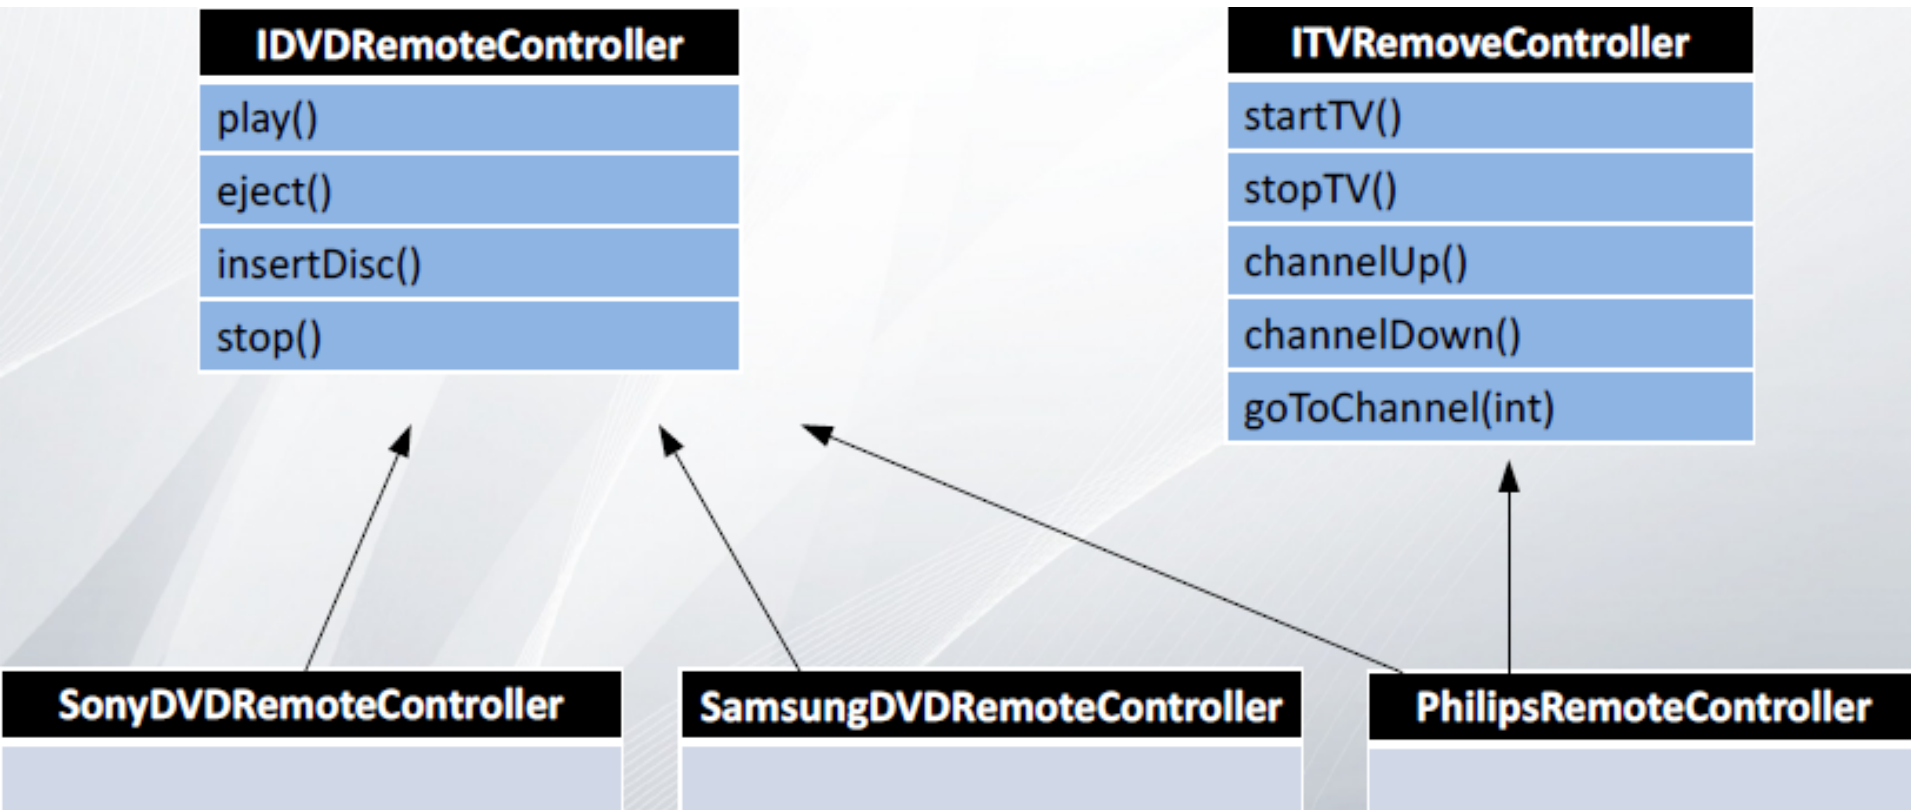 IDVDRemoteController
play()
eject()
insertDisc()
stop()
ITVRemoveController
startTV()
stopTV()
channelUp()
channelDown()
goToChannel(int)
SonyDVDRemoteController
SamsungDVDRemoteController
PhilipsRemoteController